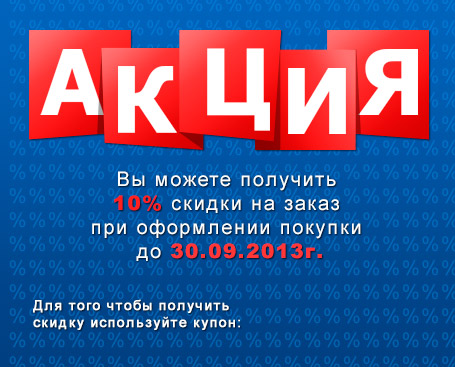 АКЦИЯ
Вы можете получить
10% скидки на заказ
при оформлении покупки
до 30.09.2013г.
Для того чтобы получить
скидку используйте купон: